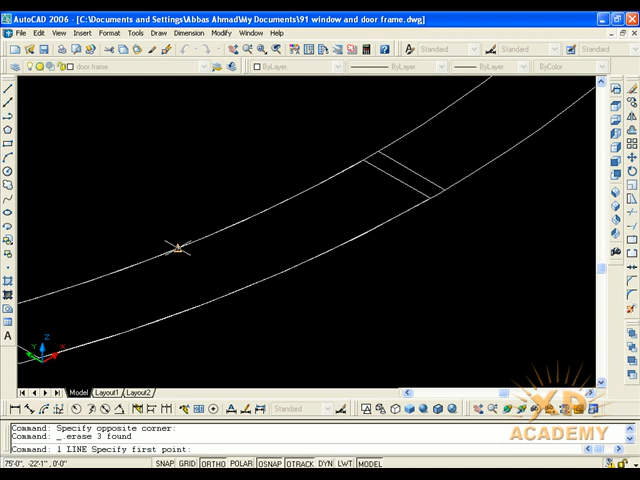 AutoCAD 2006 - [C:\Documents and Settings\Abbas Ahmad\My Documents\91 window and door frame.dwg]
File Edit View Insert Format Tools Draw Dimension Modify Window Help
Standard Standard
door frame ByLayer ByLayer ByLayer ByColor
Z
Y X
Model Layout1 Layout2
Standard
Command: Specify opposite corner:
Command: _.erase 3 found
Command: l LINE Specify first point:
75'-0", -22'-1", 0'-0" SNAP GRID ORTHO POLAR OSNAP OTRACK DYN LWT MODEL
XD
ACADEMY